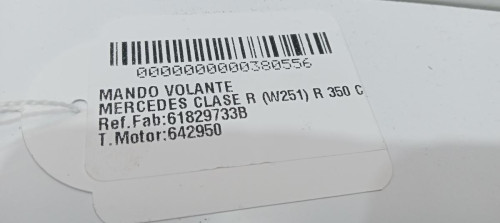 0000000000380556
MANDO VOLANTE
MERCEDES CLASE R (W251) R 350 C
Ref.Fab:61829733B
T.Motor:642950